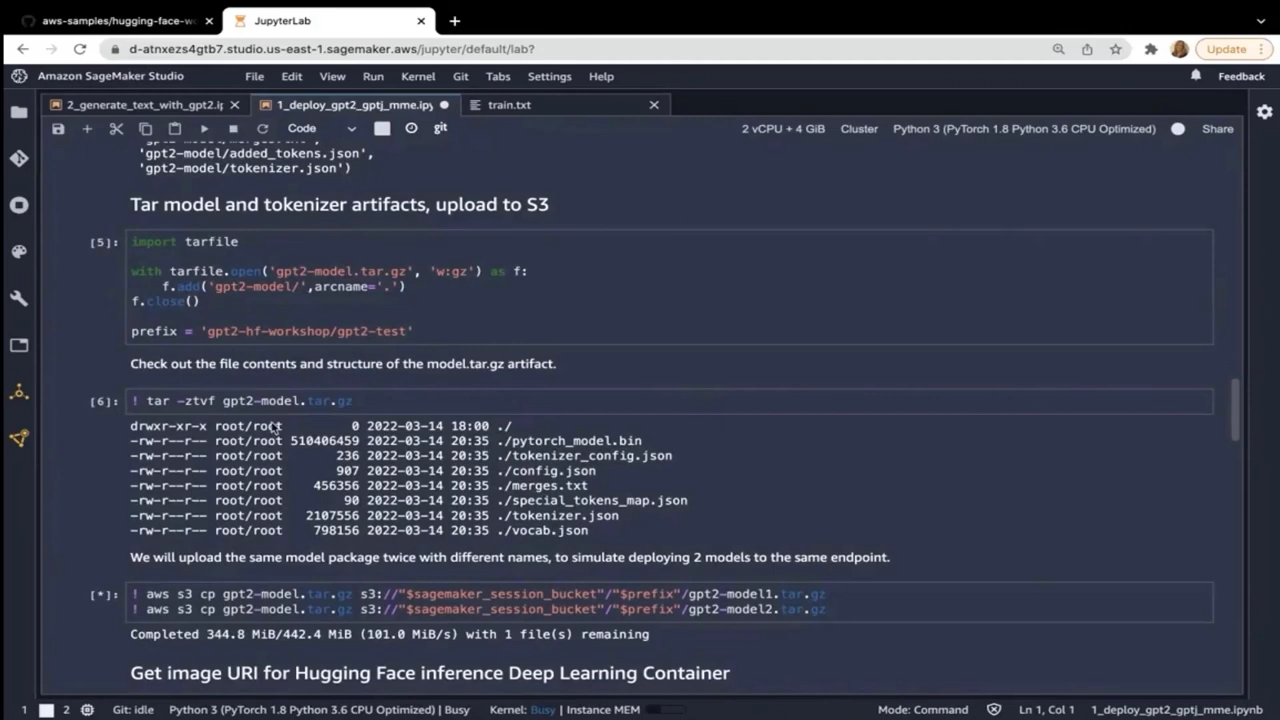 aws-samples/hugging-face-wo
JupyterLab
d-atnxezs4gtb7.studio.us-east-1.sagemaker.aws/jupyter/default/lab?
Update
Amazon SageMaker Studio File Edit View Run Kernel Git Tabs Settings Help Feedback
2_generate_text_with_gpt2.ip 1_deploy_gpt2_gptj_mme.ipy train.txt
Code git 2 vCPU + 4 GiB Cluster Python 3 (PyTorch 1.8 Python 3.6 CPU Optimized) Share
'gpt2-model/added_tokens.json',
'gpt2-model/tokenizer.json')
Tar model and tokenizer artifacts, upload to S3
[5]: import tarfile
with tarfile.open('gpt2-model.tar.gz', 'w:gz') as f:
f.add('gpt2-model/',arcname='.')
f.close()
prefix = 'gpt2-hf-workshop/gpt2-test'
Check out the file contents and structure of the model.tar.gz artifact.
[6]: ! tar -ztvf gpt2-model.tar.gz
drwxr-xr-x root/root 0 2022-03-14 18:00 ./
-rw-r--r-- root/root 510406459 2022-03-14 20:35 ./pytorch_model.bin
-rw-r--r-- root/root 236 2022-03-14 20:35 ./tokenizer_config.json
-rw-r--r-- root/root 907 2022-03-14 20:35 ./config.json
-rw-r--r-- root/root 456356 2022-03-14 20:35 ./merges.txt
-rw-r--r-- root/root 90 2022-03-14 20:35 ./special_tokens_map.json
-rw-r--r-- root/root 2107556 2022-03-14 20:35 ./tokenizer.json
-rw-r--r-- root/root 798156 2022-03-14 20:35 ./vocab.json
We will upload the same model package twice with different names, to simulate deploying 2 models to the same endpoint.
[*]: ! aws s3 cp gpt2-model.tar.gz s3://"$sagemaker_session_bucket"/"$prefix"/gpt2-model1.tar.gz
! aws s3 cp gpt2-model.tar.gz s3://"$sagemaker_session_bucket"/"$prefix"/gpt2-model2.tar.gz
Completed 344.8 MiB/442.4 MiB (101.0 MiB/s) with 1 file(s) remaining
Get image URI for Hugging Face inference Deep Learning Container
1 2 Git: idle Python 3 (PyTorch 1.8 Python 3.6 CPU Optimized) | Busy Kernel: Busy | Instance MEM Mode: Command Ln 1, Col 1 1_deploy_gpt2_gptj_mme.ipynb